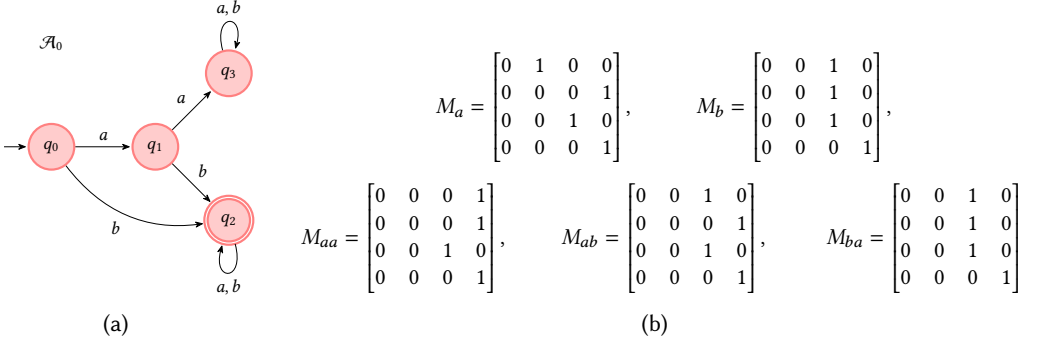 𝒜₀
a, b
q₃
a
q₀
a
q₁
b
b
q₂
a, b
(a)
Mₐ = [0 1 0 0
0 0 0 1
0 0 1 0
0 0 0 1],
M_b = [0 0 1 0
0 0 1 0
0 0 1 0
0 0 0 1],
M_aa = [0 0 0 1
0 0 0 1
0 0 1 0
0 0 0 1],
M_ab = [0 0 1 0
0 0 0 1
0 0 1 0
0 0 0 1],
M_ba = [0 0 1 0
0 0 1 0
0 0 1 0
0 0 0 1]
(b)